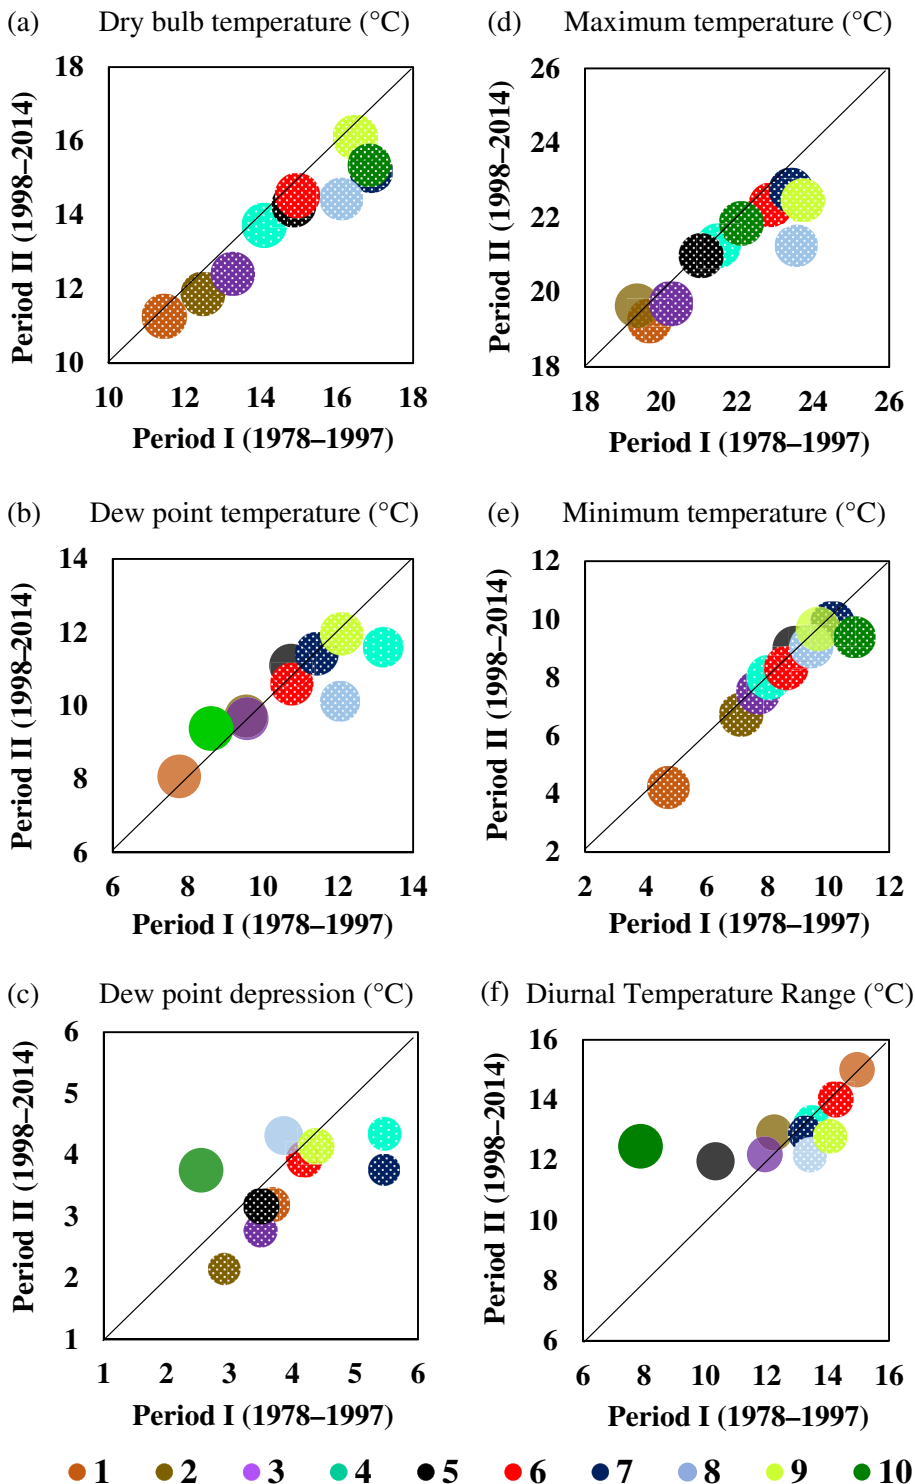 (a) Dry bulb temperature (°C)
Period II (1998–2014)
18
16
14
12
10
10 12 14 16 18
Period I (1978–1997)
(d) Maximum temperature (°C)
Period II (1998–2014)
26
24
22
20
18
18 20 22 24 26
Period I (1978–1997)
(b) Dew point temperature (°C)
Period II (1998–2014)
14
12
10
8
6
6 8 10 12 14
Period I (1978–1997)
(e) Minimum temperature (°C)
Period II (1998–2014)
12
10
8
6
4
2
2 4 6 8 10 12
Period I (1978–1997)
(c) Dew point depression (°C)
Period II (1998–2014)
6
5
4
3
2
1
1 2 3 4 5 6
Period I (1978–1997)
(f) Diurnal Temperature Range (°C)
Period II (1998–2014)
16
14
12
10
8
6
6 8 10 12 14 16
Period I (1978–1997)
1 2 3 4 5 6 7 8 9 10